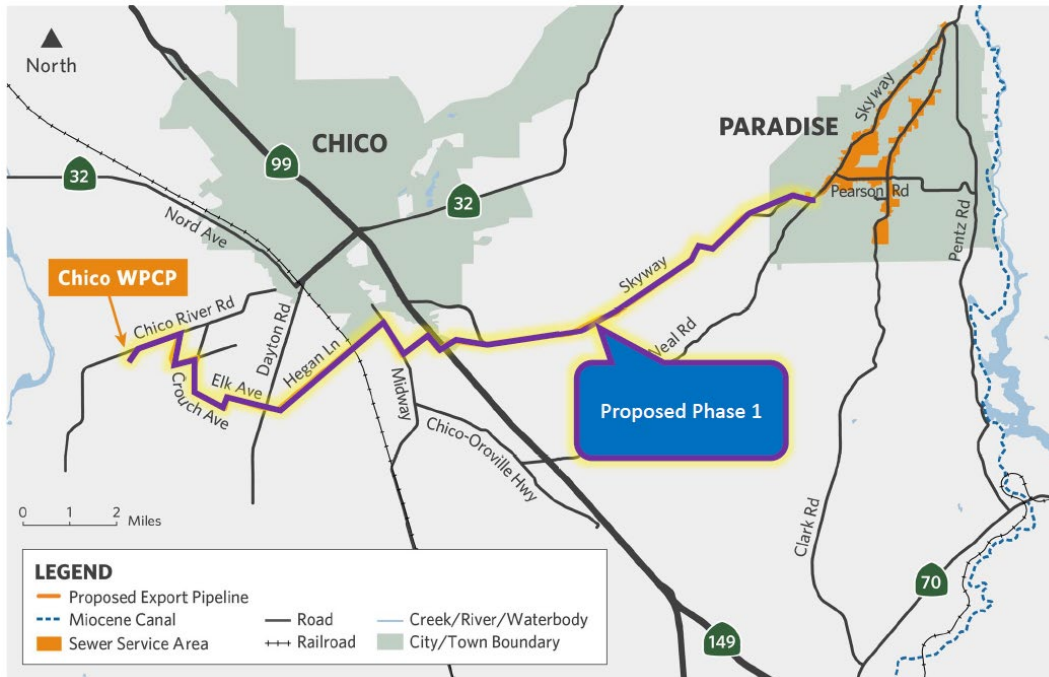 North
CHICO
PARADISE
99
32
32
Skyway
Pearson Rd
Pentz Rd
Nord Ave
Chico WPCP
Chico River Rd
Dayton Rd
Hegan Ln
Elk Ave
Crouch Ave
Midway
Skyway
Neal Rd
Proposed Phase 1
Chico-Oroville Hwy
Clark Rd
70
149
0 1 2 Miles
LEGEND
Proposed Export Pipeline
Miocene Canal
Sewer Service Area
Road
Railroad
Creek/River/Waterbody
City/Town Boundary